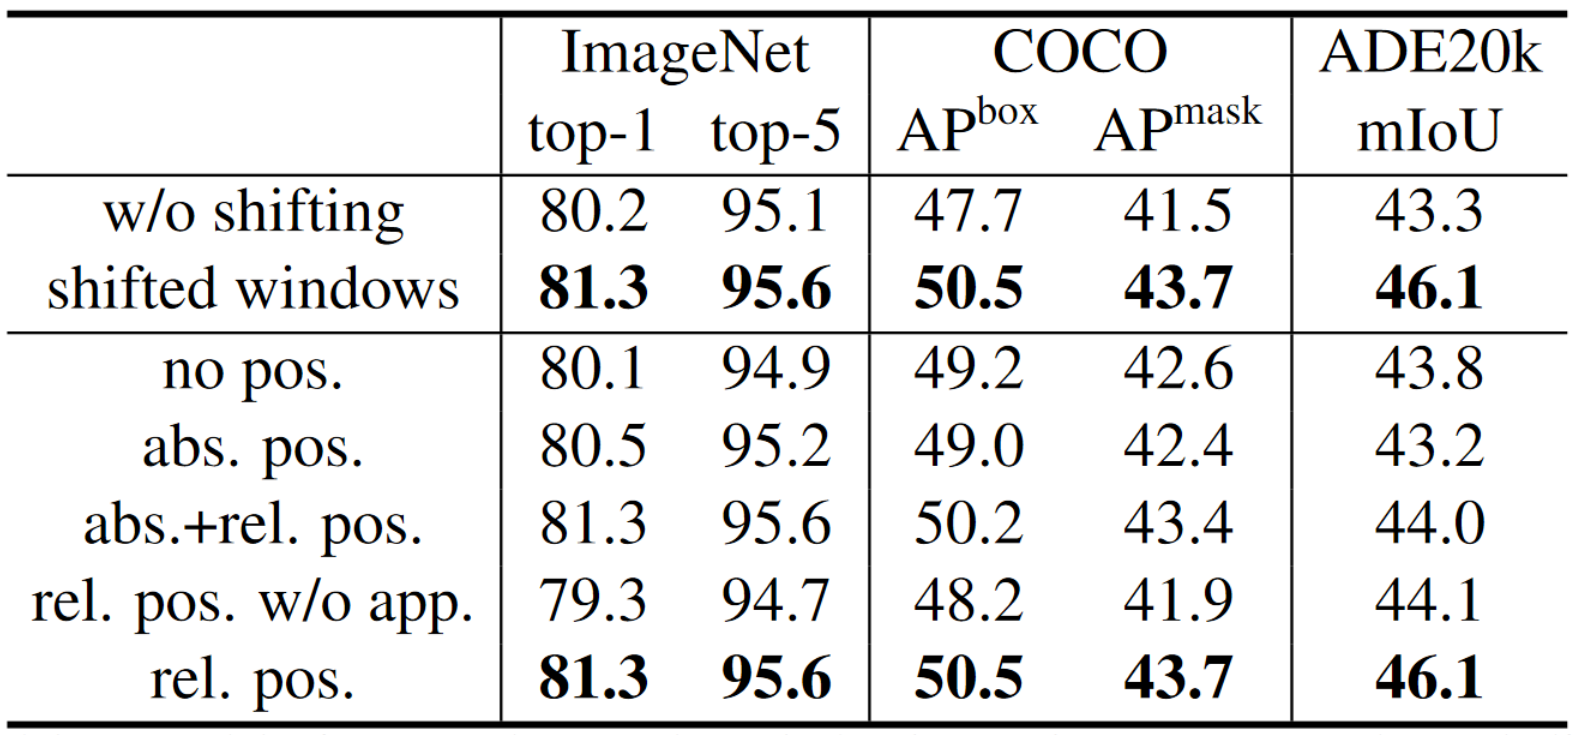 ImageNet COCO ADE20k
top-1 top-5 AP^box AP^mask mIoU
w/o shifting 80.2 95.1 47.7 41.5 43.3
shifted windows 81.3 95.6 50.5 43.7 46.1
no pos. 80.1 94.9 49.2 42.6 43.8
abs. pos. 80.5 95.2 49.0 42.4 43.2
abs.+rel. pos. 81.3 95.6 50.2 43.4 44.0
rel. pos. w/o app. 79.3 94.7 48.2 41.9 44.1
rel. pos. 81.3 95.6 50.5 43.7 46.1